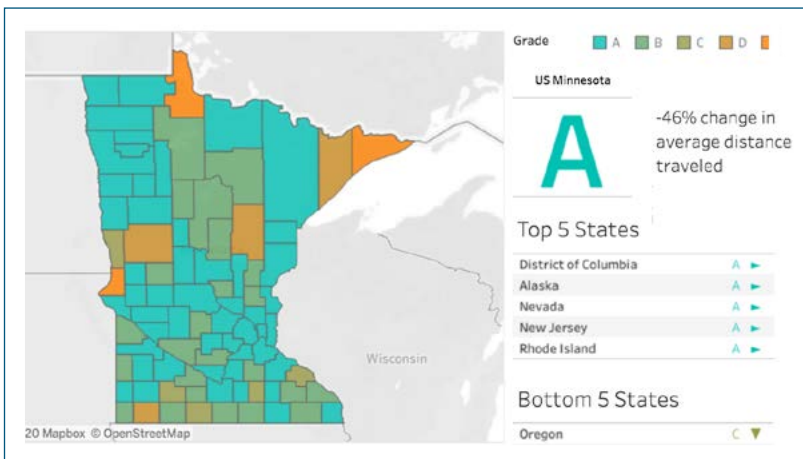 Grade A B C D
US Minnesota
A
-46% change in
average distance
traveled
Top 5 States
District of Columbia A ►
Alaska A ►
Nevada A ►
New Jersey A ►
Rhode Island A ►
Bottom 5 States
Oregon C ▼
Wisconsin
20 Mapbox © OpenStreetMap